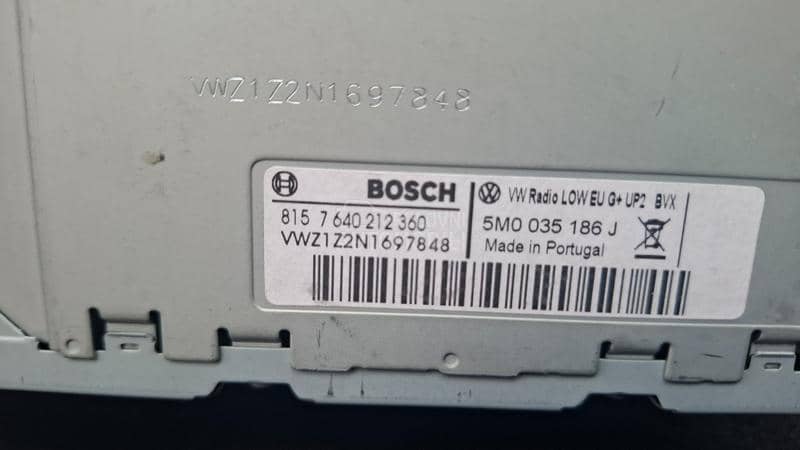 VWZ1Z2N1697848
BOSCH
815 7 640 212 360
VWZ1Z2N1697848
VW Radio LOW EU G+ UP2 BVX
5M0 035 186 J
Made in Portugal